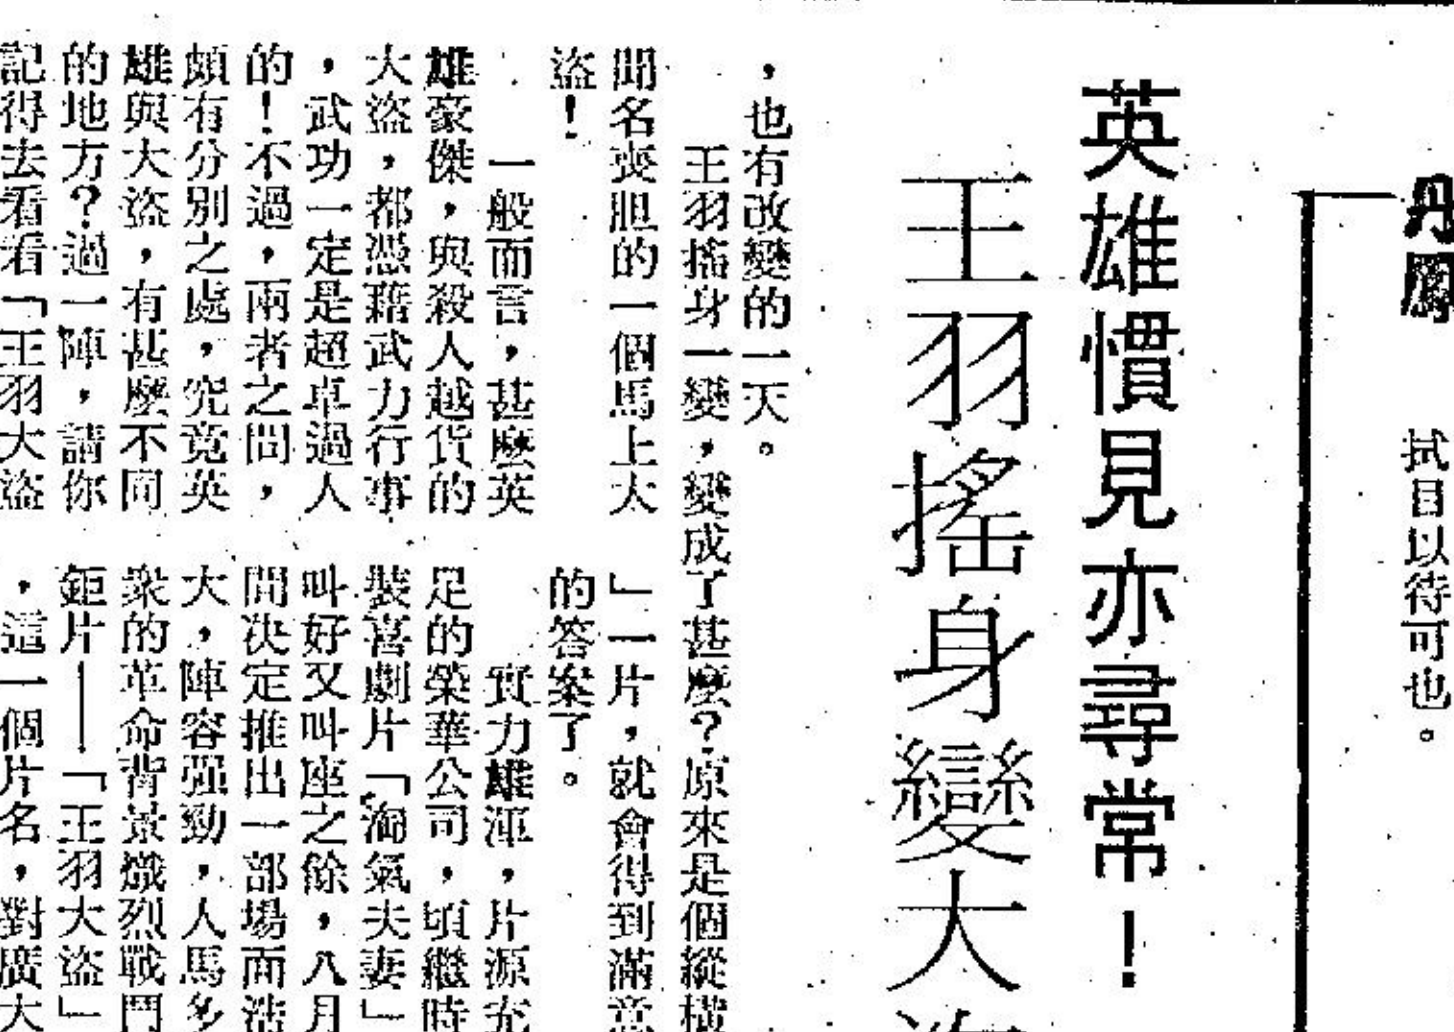 拭目以待可也。
英雄慣見亦尋常！
王羽搖身變大
，也有改變的一天。
王羽搖身一變，變成了甚麼？原來是個縱橫
聞名喪胆的一個馬上大
盜！
一般而言，甚麼英
雄豪傑，與殺人越貨的
大盜，都憑藉武力行事
，武功一定是超卓過人
的！不過，兩者之間，
頗有分別之處，究竟英
雄與大盜，有甚麼不同
的地方？過一陣，請你
記得去看看「王羽大盜
」一片，就會得到滿意
的答案了。
實力雄渾，片源充
足的榮華公司，頃繼時
裝喜劇片「淘氣夫妻」
叫好又叫座之餘，八月
間决定推出一部場面浩
大，陣容强勁，人馬多
衆的革命背景熾烈戰鬥
鉅片——「王羽大盜」
，這一個片名，對廣大